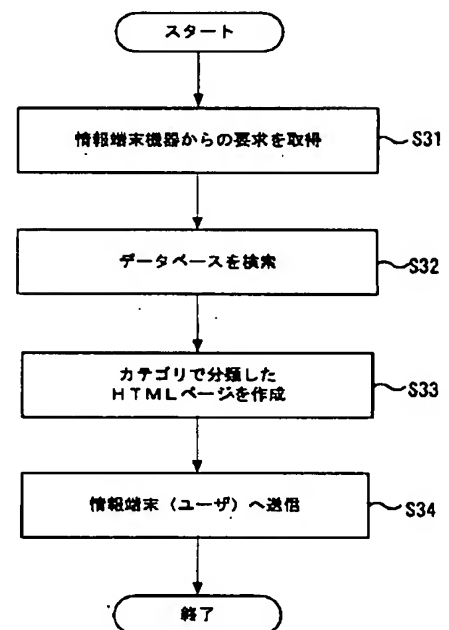 スタート
情報端末機器からの要求を取得
S31
データベースを検索
S32
カテゴリで分類した
HTMLページを作成
S33
情報端末（ユーザ）へ送信
S34
終了